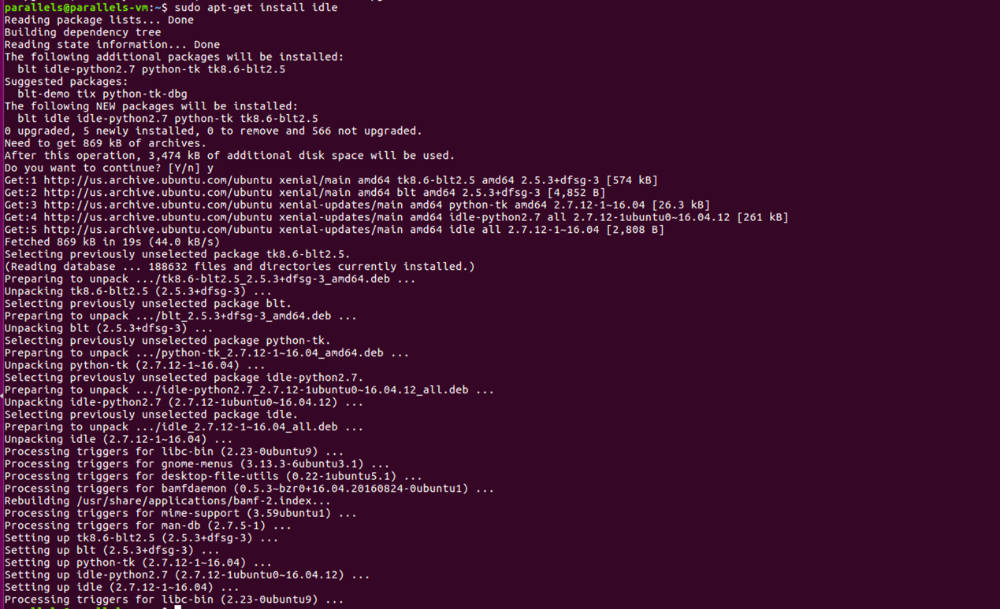 parallels@parallels-vm:~$ sudo apt-get install idle
Reading package lists... Done
Building dependency tree
Reading state information... Done
The following additional packages will be installed:
  blt idle-python2.7 python-tk tk8.6-blt2.5
Suggested packages:
  blt-demo tix python-tk-dbg
The following NEW packages will be installed:
  blt idle idle-python2.7 python-tk tk8.6-blt2.5
0 upgraded, 5 newly installed, 0 to remove and 566 not upgraded.
Need to get 869 kB of archives.
After this operation, 3,474 kB of additional disk space will be used.
Do you want to continue? [Y/n] y
Get:1 http://us.archive.ubuntu.com/ubuntu xenial/main amd64 tk8.6-blt2.5 amd64 2.5.3+dfsg-3 [574 kB]
Get:2 http://us.archive.ubuntu.com/ubuntu xenial/main amd64 blt amd64 2.5.3+dfsg-3 [4,852 B]
Get:3 http://us.archive.ubuntu.com/ubuntu xenial-updates/main amd64 python-tk amd64 2.7.12-1~16.04 [26.3 kB]
Get:4 http://us.archive.ubuntu.com/ubuntu xenial-updates/main amd64 idle-python2.7 all 2.7.12-1ubuntu0~16.04.12 [261 kB]
Get:5 http://us.archive.ubuntu.com/ubuntu xenial-updates/main amd64 idle all 2.7.12-1~16.04 [2,808 B]
Fetched 869 kB in 19s (44.0 kB/s)
Selecting previously unselected package tk8.6-blt2.5.
(Reading database ... 188632 files and directories currently installed.)
Preparing to unpack .../tk8.6-blt2.5_2.5.3+dfsg-3_amd64.deb ...
Unpacking tk8.6-blt2.5 (2.5.3+dfsg-3) ...
Selecting previously unselected package blt.
Preparing to unpack .../blt_2.5.3+dfsg-3_amd64.deb ...
Unpacking blt (2.5.3+dfsg-3) ...
Selecting previously unselected package python-tk.
Preparing to unpack .../python-tk_2.7.12-1~16.04_amd64.deb ...
Unpacking python-tk (2.7.12-1~16.04) ...
Selecting previously unselected package idle-python2.7.
Preparing to unpack .../idle-python2.7_2.7.12-1ubuntu0~16.04.12_all.deb ...
Unpacking idle-python2.7 (2.7.12-1ubuntu0~16.04.12) ...
Selecting previously unselected package idle.
Preparing to unpack .../idle_2.7.12-1~16.04_all.deb ...
Unpacking idle (2.7.12-1~16.04) ...
Processing triggers for libc-bin (2.23-0ubuntu9) ...
Processing triggers for gnome-menus (3.13.3-6ubuntu3.1) ...
Processing triggers for desktop-file-utils (0.22-1ubuntu5.1) ...
Processing triggers for bamfdaemon (0.5.3~bzr0+16.04.20160824-0ubuntu1) ...
Rebuilding /usr/share/applications/bamf-2.index...
Processing triggers for mime-support (3.59ubuntu1) ...
Processing triggers for man-db (2.7.5-1) ...
Setting up tk8.6-blt2.5 (2.5.3+dfsg-3) ...
Setting up blt (2.5.3+dfsg-3) ...
Setting up python-tk (2.7.12-1~16.04) ...
Setting up idle-python2.7 (2.7.12-1ubuntu0~16.04.12) ...
Setting up idle (2.7.12-1~16.04) ...
Processing triggers for libc-bin (2.23-0ubuntu9) ...